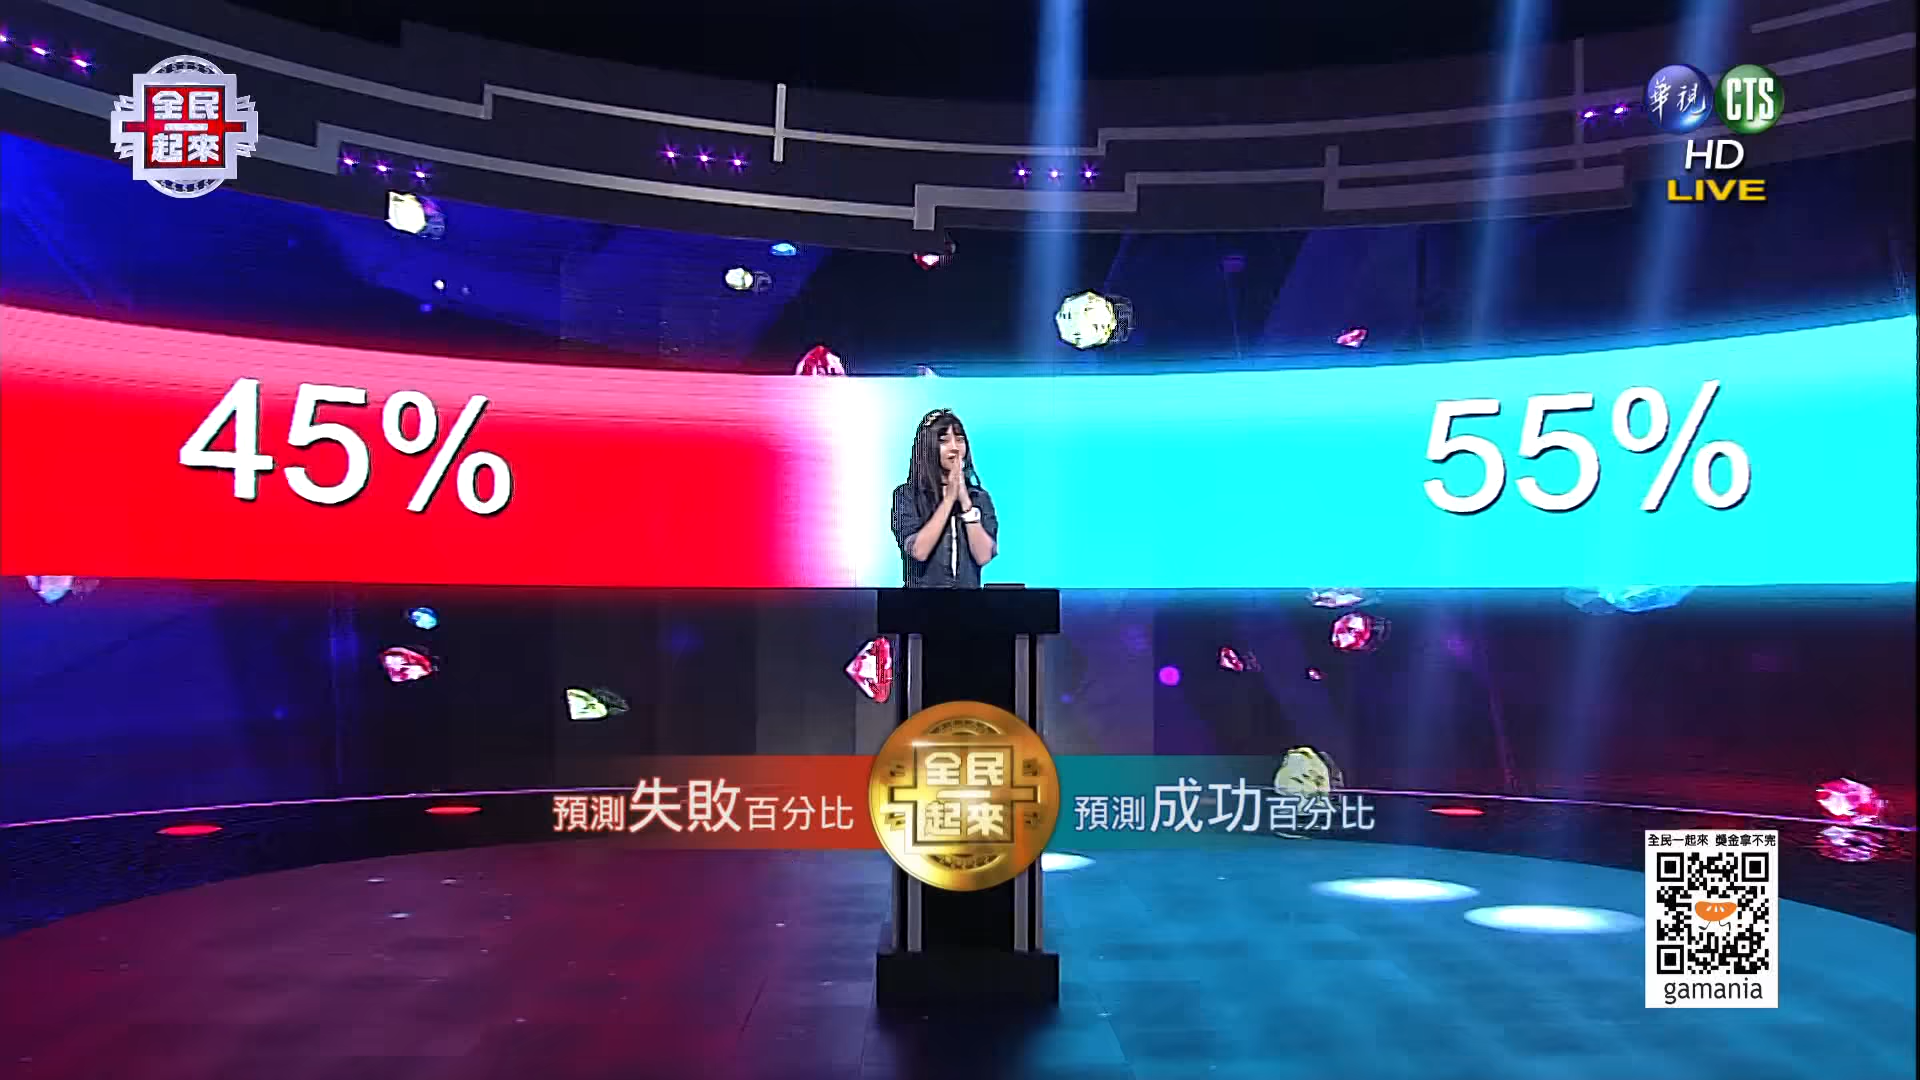 全民
一
起來
華視 CTS
HD
LIVE
45%
55%
預測失敗百分比
全民
一
起來
預測成功百分比
全民一起來 獎金拿不完
gamania